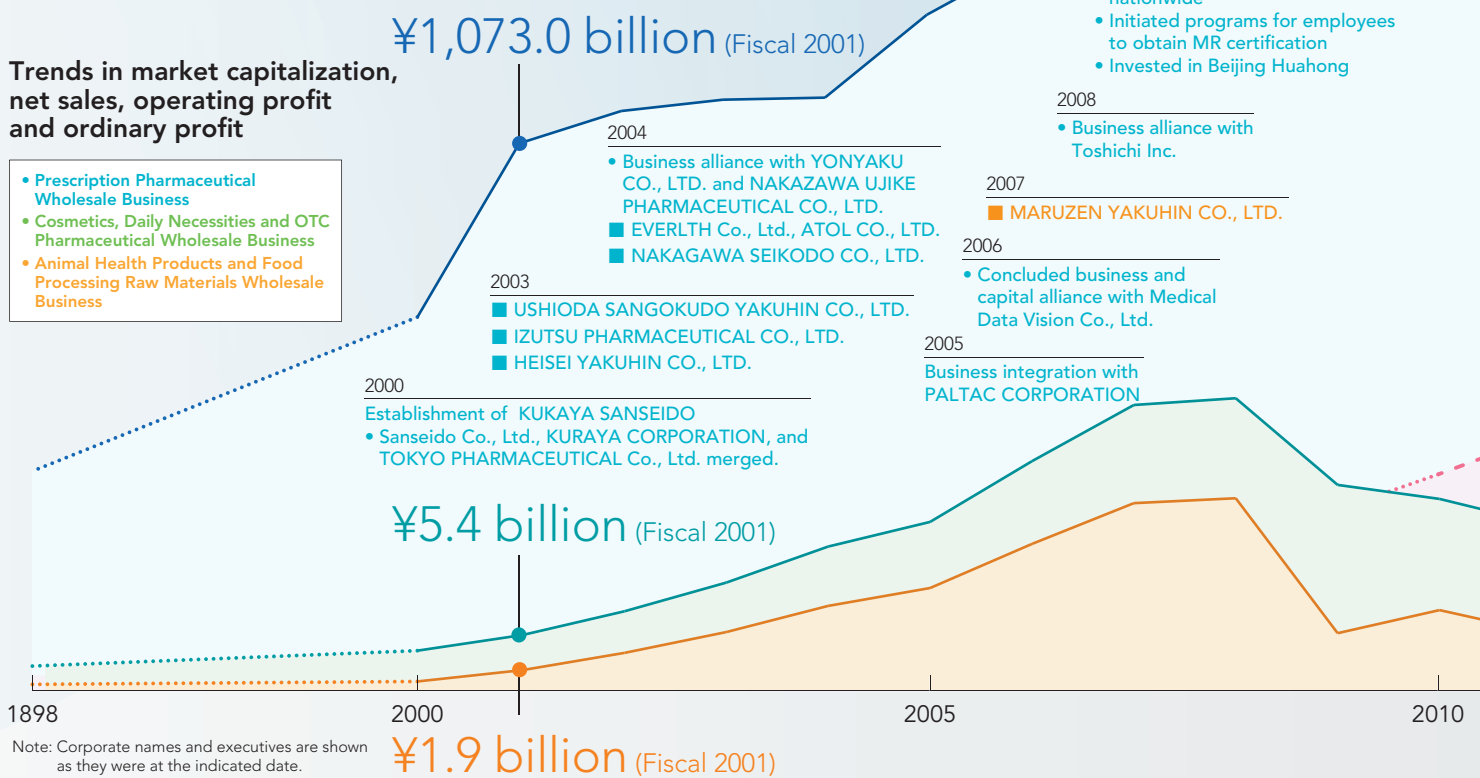 nationwide
• Initiated programs for employees
to obtain MR certification
• Invested in Beijing Huahong
¥1,073.0 billion (Fiscal 2001)
Trends in market capitalization,
net sales, operating profit
and ordinary profit
• Prescription Pharmaceutical
Wholesale Business
• Cosmetics, Daily Necessities and OTC
Pharmaceutical Wholesale Business
• Animal Health Products and Food
Processing Raw Materials Wholesale
Business
2008
• Business alliance with
Toshichi Inc.
2004
• Business alliance with YONYAKU
CO., LTD. and NAKAZAWA UJIKE
PHARMACEUTICAL CO., LTD.
■ EVERLTH Co., Ltd., ATOL CO., LTD.
■ NAKAGAWA SEIKODO CO., LTD.
2007
■ MARUZEN YAKUHIN CO., LTD.
2006
• Concluded business and
capital alliance with Medical
Data Vision Co., Ltd.
2003
■ USHIODA SANGOKUDO YAKUHIN CO., LTD.
■ IZUTSU PHARMACEUTICAL CO., LTD.
■ HEISEI YAKUHIN CO., LTD.
2005
Business integration with
PALTAC CORPORATION
2000
Establishment of KUKAYA SANSEIDO
• Sanseido Co., Ltd., KURAYA CORPORATION, and
TOKYO PHARMACEUTICAL Co., Ltd. merged.
¥5.4 billion (Fiscal 2001)
1898
2000
2005
2010
Note: Corporate names and executives are shown
as they were at the indicated date.
¥1.9 billion (Fiscal 2001)